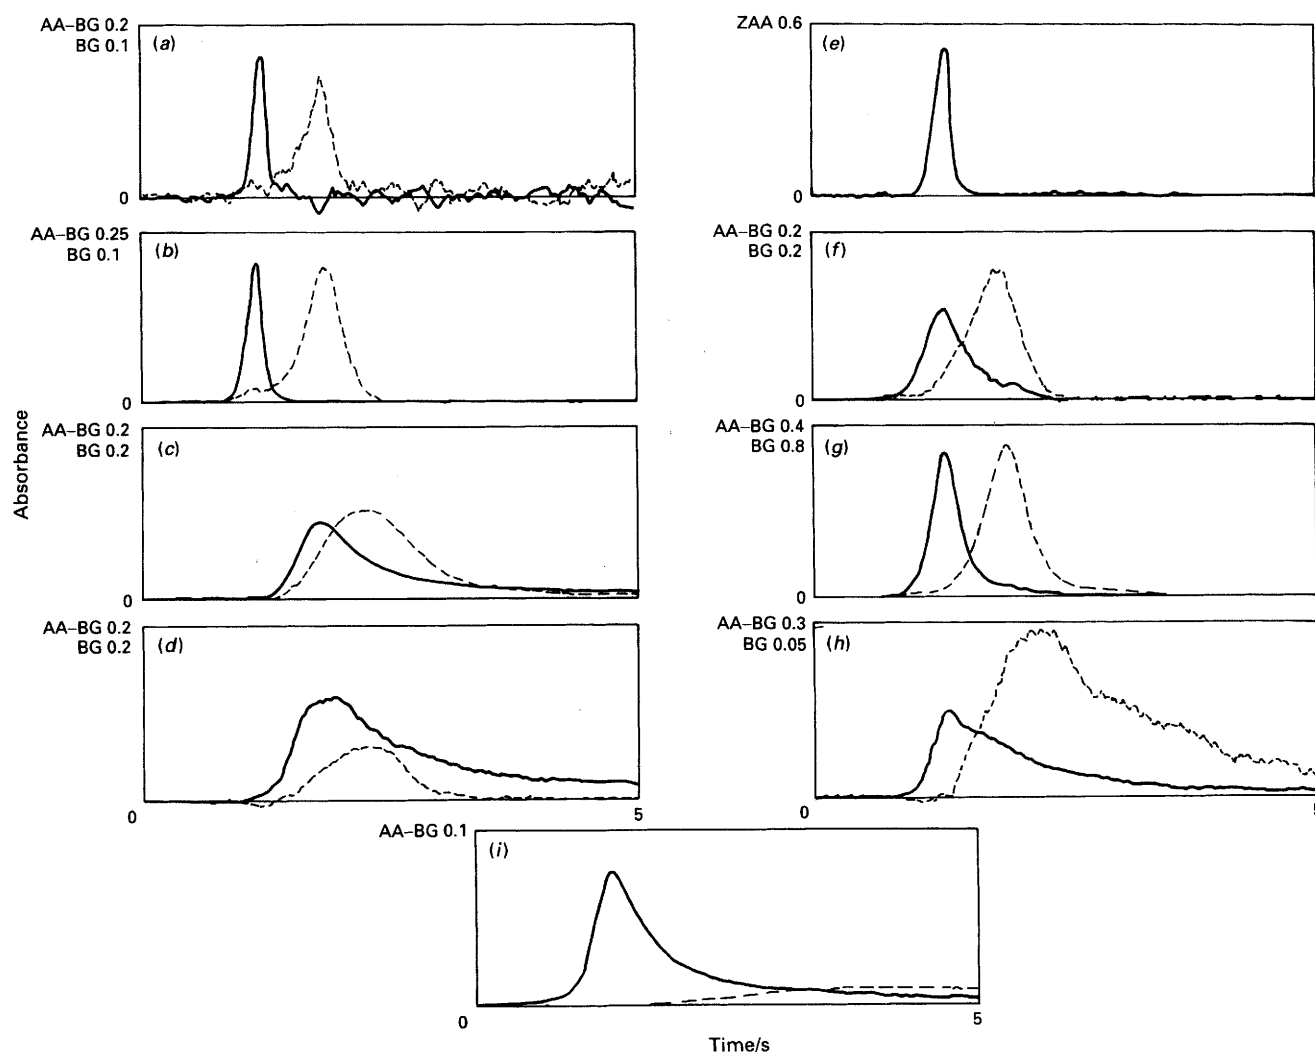 AA–BG 0.2
BG 0.1
(a)
0
AA–BG 0.25
BG 0.1
(b)
0
AA–BG 0.2
BG 0.2
(c)
0
AA–BG 0.2
BG 0.2
(d)
0
5
ZAA 0.6
(e)
0
AA–BG 0.2
BG 0.2
(f)
0
AA–BG 0.4
BG 0.8
(g)
0
AA–BG 0.3
BG 0.05
(h)
0
AA–BG 0.1
(i)
0
5
Absorbance
Time/s